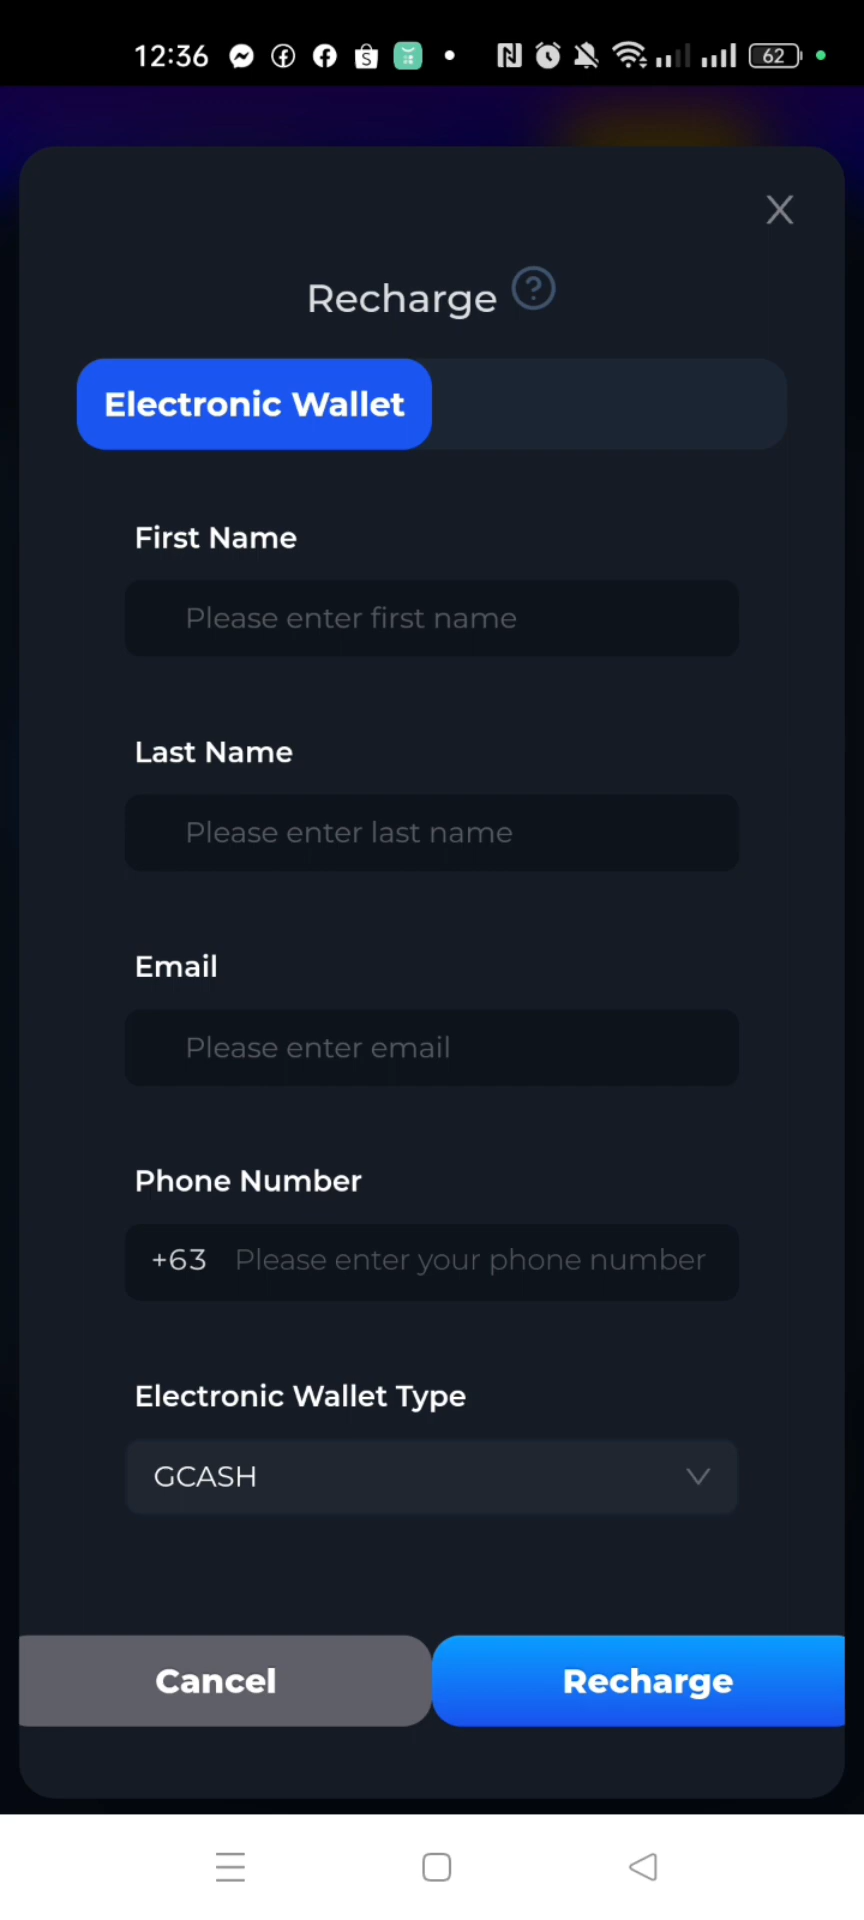 12:36
62
X
Recharge ?
Electronic Wallet
First Name
Please enter first name
Last Name
Please enter last name
Email
Please enter email
Phone Number
+63 Please enter your phone number
Electronic Wallet Type
GCASH
Cancel Recharge